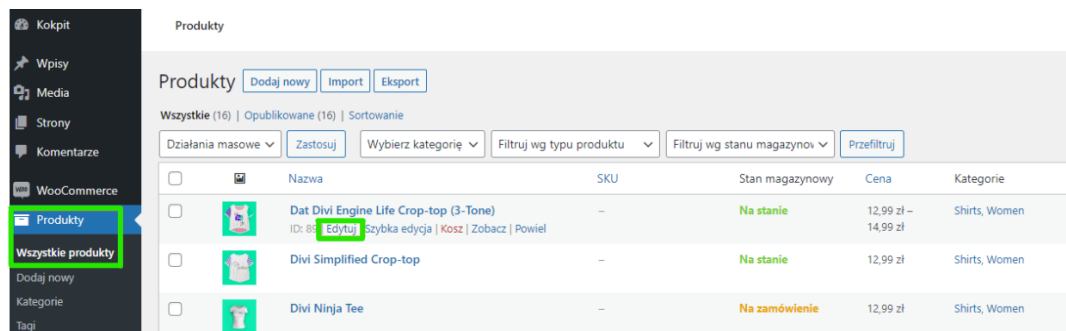 Kokpit
Wpisy
Media
Strony
Komentarze
WooCommerce
Produkty
Wszystkie produkty
Dodaj nowy
Kategorie
Tagi
Produkty
Produkty Dodaj nowy Import Eksport
Wszystkie (16) | Opublikowane (16) | Sortowanie
Działania masowe Zastosuj Wybierz kategorię Filtruj wg typu produktu Filtruj wg stanu magazynov Przefiltruj
Nazwa SKU Stan magazynowy Cena Kategorie
Dat Divi Engine Life Crop-top (3-Tone) – Na stanie 12,99 zł – Shirts, Women
ID: 89 | Edytuj | Szybka edycja | Kosz | Zobacz | Powiel 14,99 zł
Divi Simplified Crop-top – Na stanie 12,99 zł Shirts, Women
Divi Ninja Tee – Na zamówienie 12,99 zł Shirts, Women